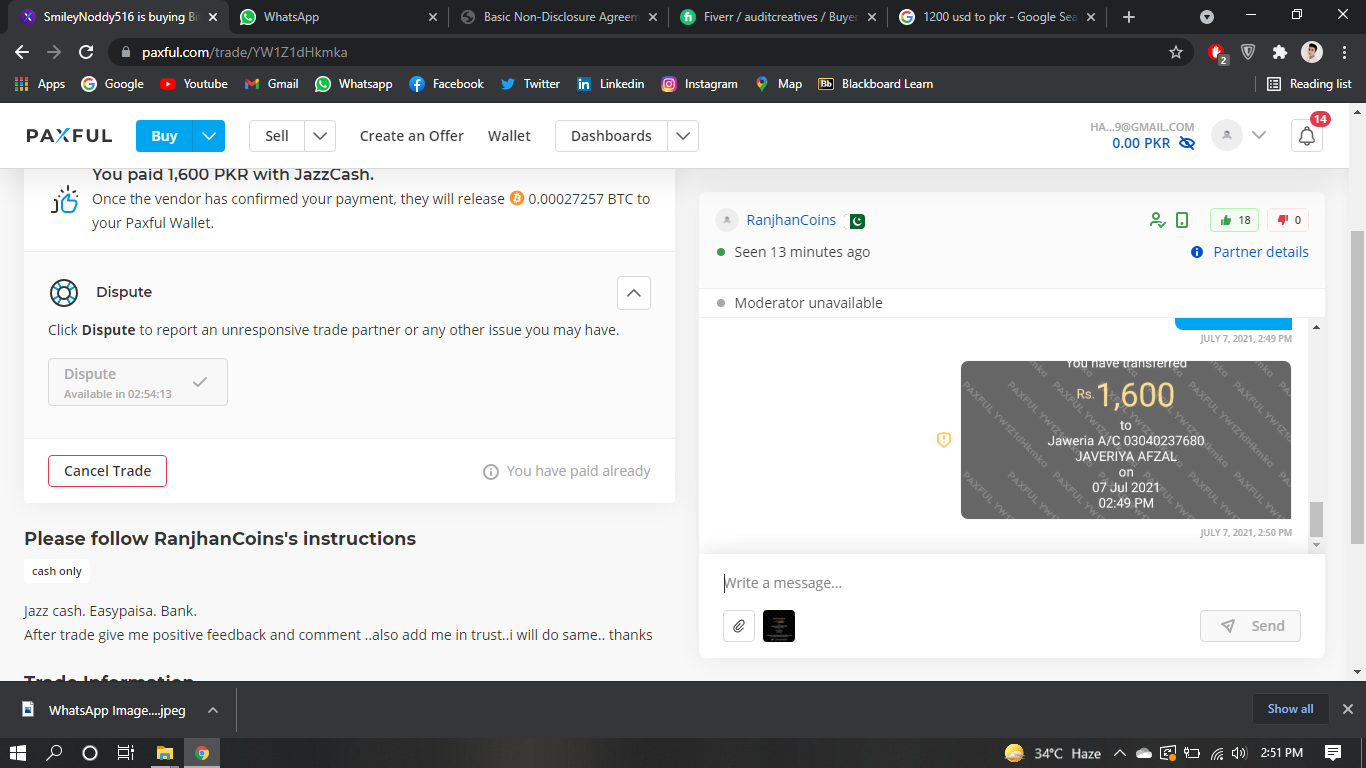 SmileyNoddy516 is buying Bi
WhatsApp
Basic Non-Disclosure Agreem
Fiverr / auditcreatives / Buyer
1200 usd to pkr - Google Sea
paxful.com/trade/YW1Z1dHkmka
2
Apps
Google
Youtube
Gmail
Whatsapp
Facebook
Twitter
Linkedin
Instagram
Map
Bb
Blackboard Learn
Reading list
PAXFUL
Buy
Sell
Create an Offer
Wallet
Dashboards
HA...9@GMAIL.COM
0.00 PKR
14
You paid 1,600 PKR with JazzCash.
Once the vendor has confirmed your payment, they will release 0.00027257 BTC to
your Paxful Wallet.
Dispute
Click Dispute to report an unresponsive trade partner or any other issue you may have.
Dispute
Available in 02:54:13
Cancel Trade
You have paid already
Please follow RanjhanCoins's instructions
cash only
Jazz cash. Easypaisa. Bank.
After trade give me positive feedback and comment ..also add me in trust..i will do same.. thanks
Trade Information
RanjhanCoins
18
0
Seen 13 minutes ago
Partner details
Moderator unavailable
JULY 7, 2021, 2:49 PM
You have transferred
Rs. 1,600
to
Jaweria A/C 03040237680
JAVERIYA AFZAL
on
07 Jul 2021
02:49 PM
PAXFUL YW1Z1dHkmka
JULY 7, 2021, 2:50 PM
Write a message...
Send
WhatsApp Image....jpeg
Show all
34°C Haze
2:51 PM